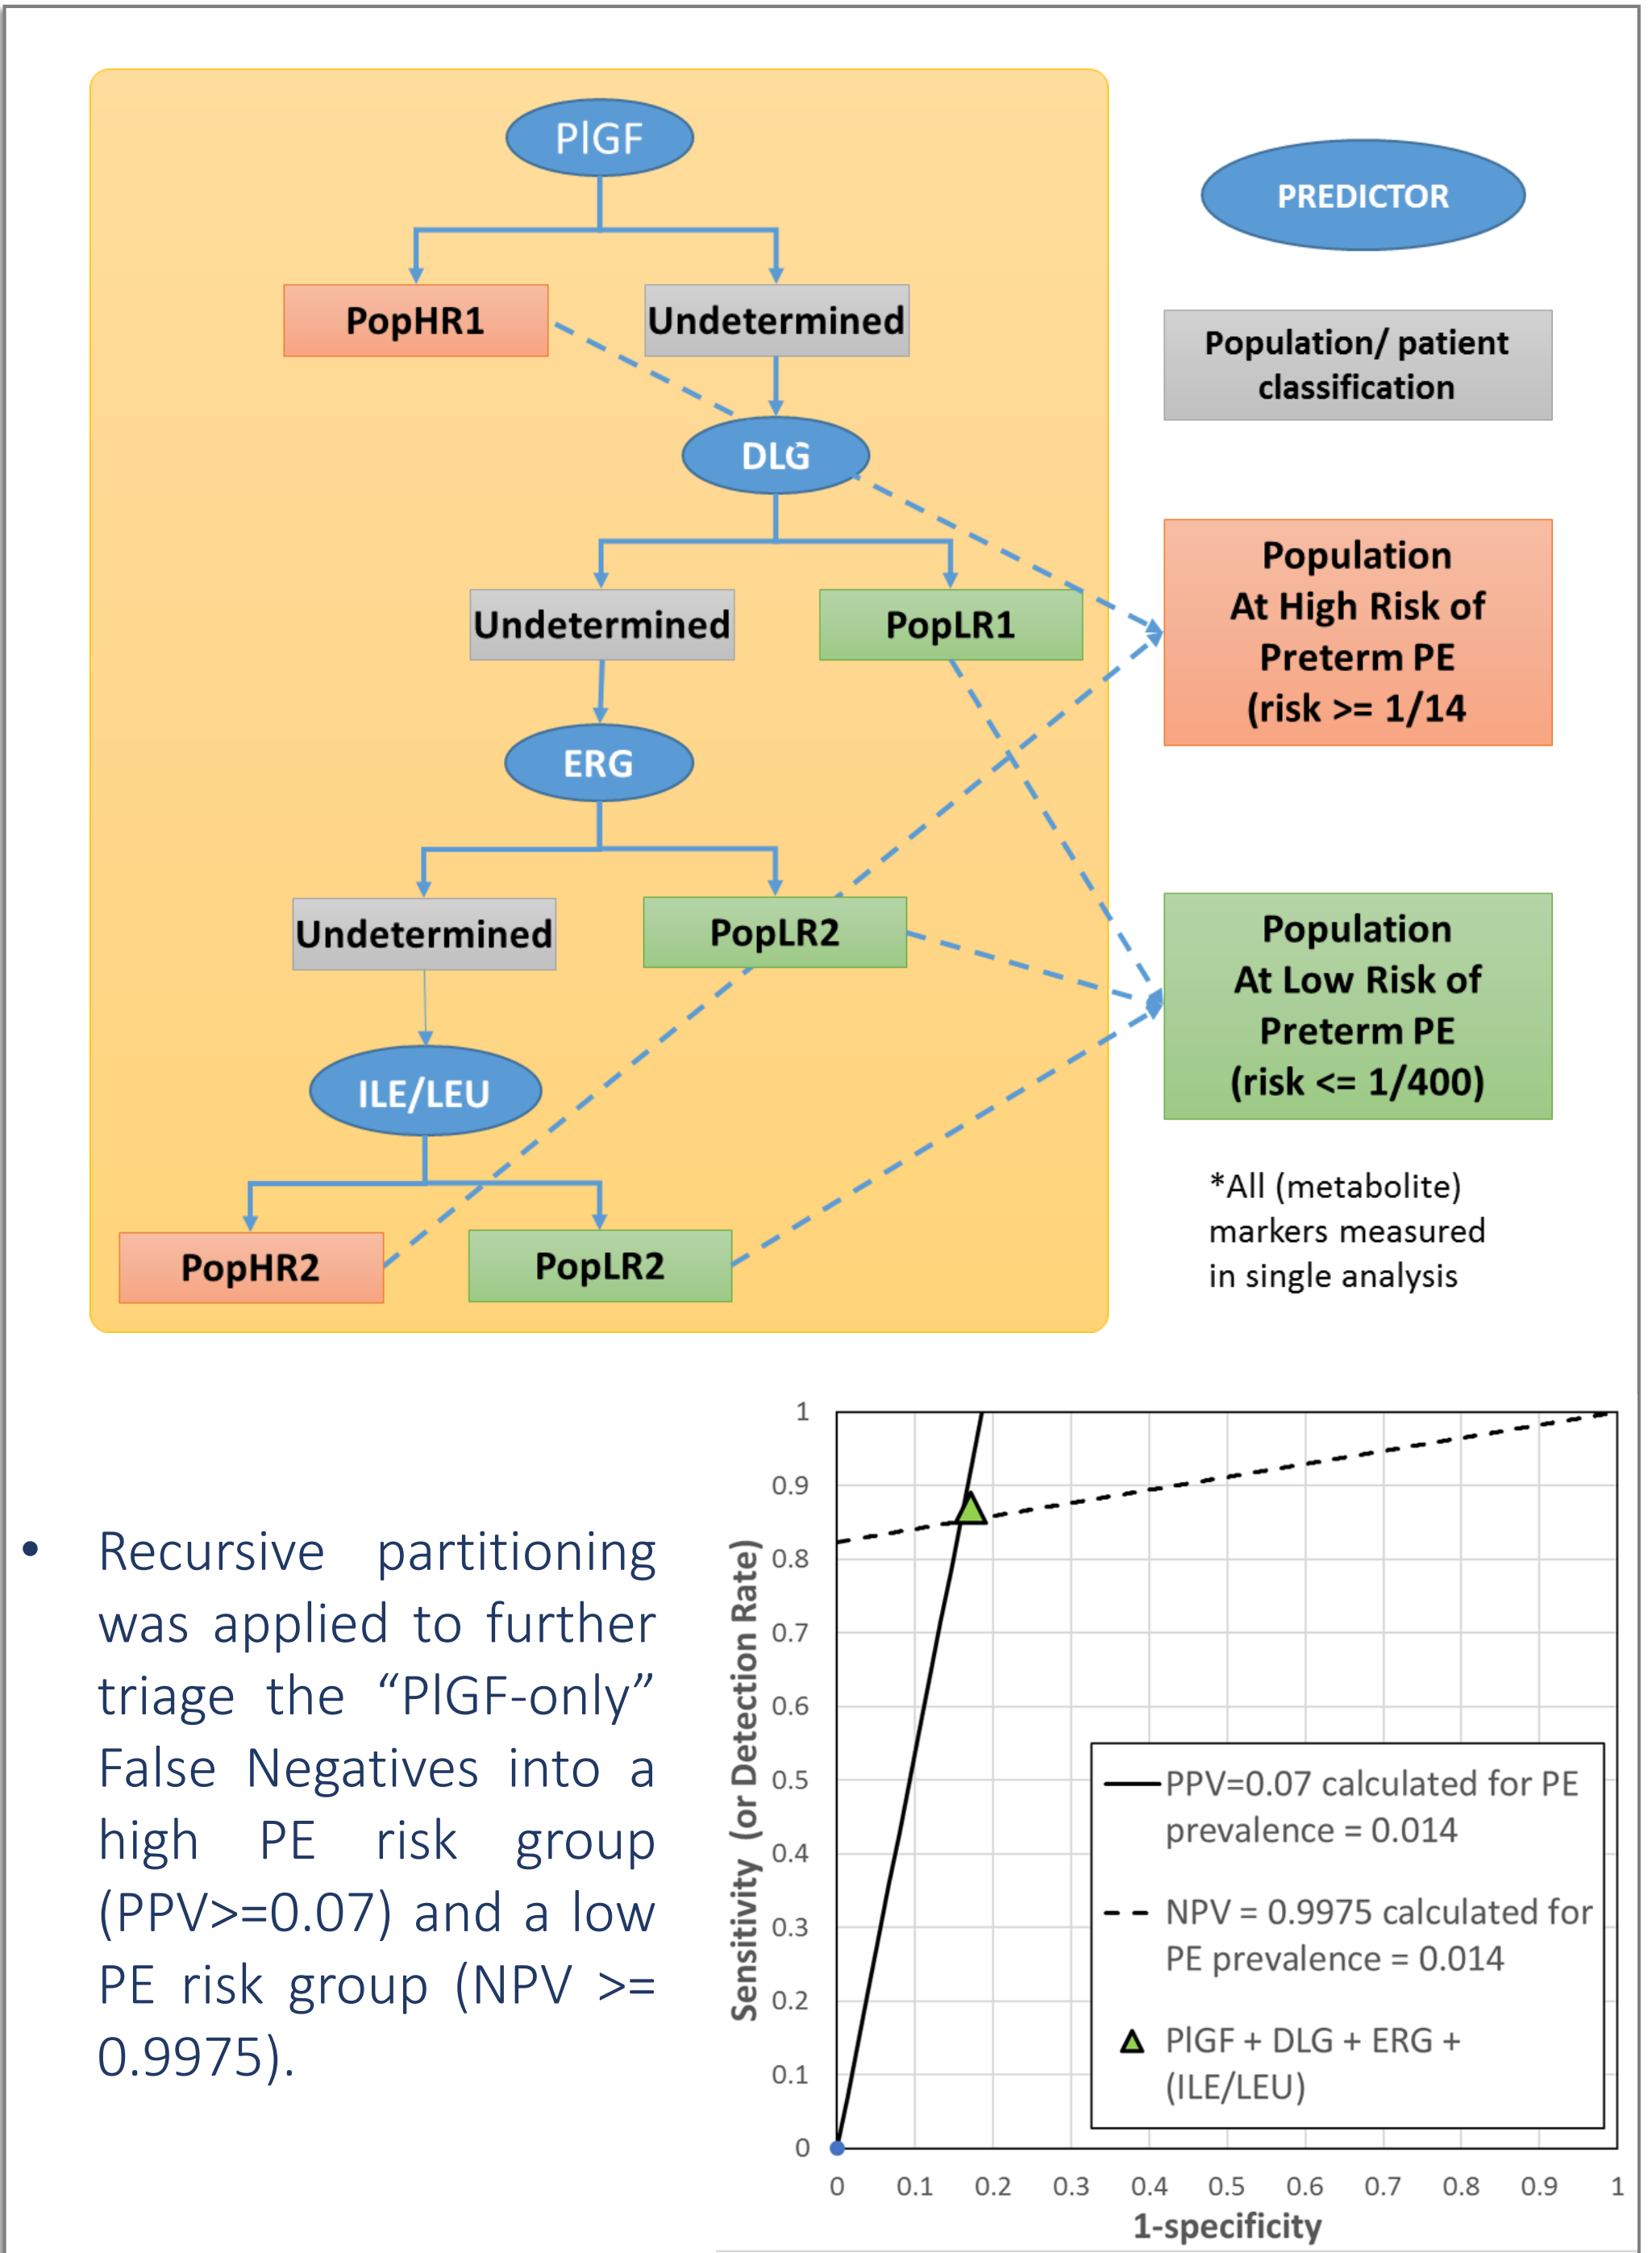 PlGF
PREDICTOR
PopHR1
Undetermined
Population/ patient
classification
DLG
Population
At High Risk of
Preterm PE
(risk >= 1/14
Undetermined
PopLR1
ERG
Undetermined
PopLR2
Population
At Low Risk of
Preterm PE
(risk <= 1/400)
ILE/LEU
*All (metabolite)
markers measured
in single analysis
PopHR2
PopLR2
• Recursive partitioning
was applied to further
triage the “PlGF-only”
False Negatives into a
high PE risk group
(PPV>=0.07) and a low
PE risk group (NPV >=
0.9975).
Sensitivity (or Detection Rate)
1
0.9
0.8
0.7
0.6
0.5
0.4
0.3
0.2
0.1
0
PPV=0.07 calculated for PE
prevalence = 0.014
NPV = 0.9975 calculated for
PE prevalence = 0.014
PlGF + DLG + ERG +
(ILE/LEU)
0 0.1 0.2 0.3 0.4 0.5 0.6 0.7 0.8 0.9 1
1-specificity